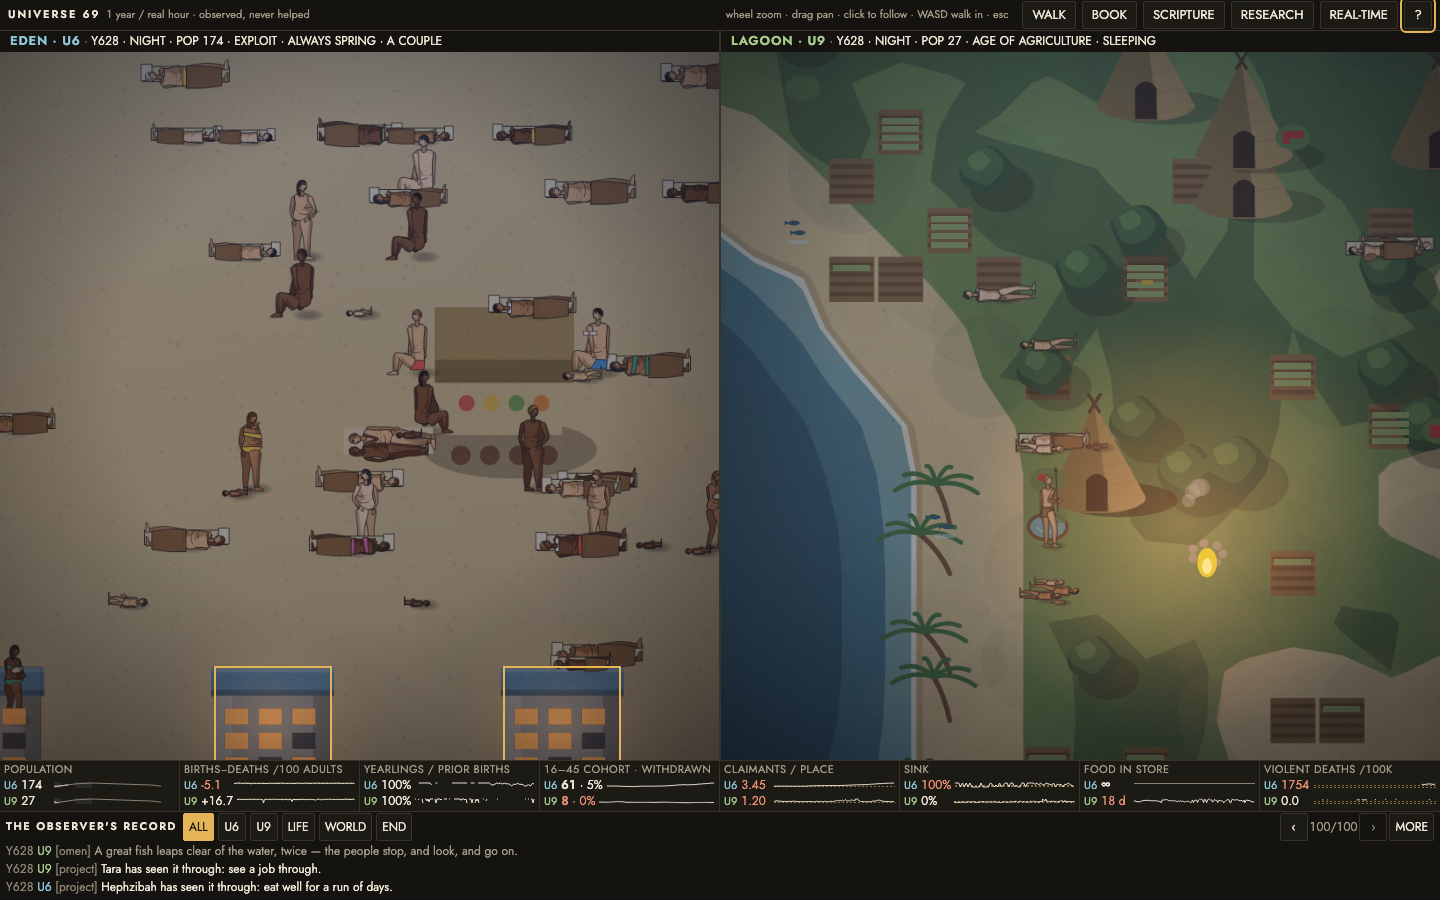 UNIVERSE 69 1 year / real hour · observed, never helped
wheel zoom · drag pan · click to follow · WASD walk in · esc
WALK
BOOK
SCRIPTURE
RESEARCH
REAL-TIME
?
EDEN · U6 · Y628 · NIGHT · POP 174 · EXPLOIT · ALWAYS SPRING · A COUPLE
LAGOON · U9 · Y628 · NIGHT · POP 27 · AGE OF AGRICULTURE · SLEEPING
POPULATION
U6 174
U9 27
BIRTHS–DEATHS /100 ADULTS
U6 -5.1
U9 +16.7
YEARLINGS / PRIOR BIRTHS
U6 100%
U9 100%
16–45 COHORT · WITHDRAWN
U6 61 · 5%
U9 8 · 0%
CLAIMANTS / PLACE
U6 3.45
U9 1.20
SINK
U6 100%
U9 0%
FOOD IN STORE
U6 ∞
U9 18 d
VIOLENT DEATHS /100K
U6 1754
U9 0.0
THE OBSERVER'S RECORD
ALL
U6
U9
LIFE
WORLD
END
‹ 100/100 ›
MORE
Y628 U9 [omen] A great fish leaps clear of the water, twice — the people stop, and look, and go on.
Y628 U9 [project] Tara has seen it through: see a job through.
Y628 U6 [project] Hephzibah has seen it through: eat well for a run of days.